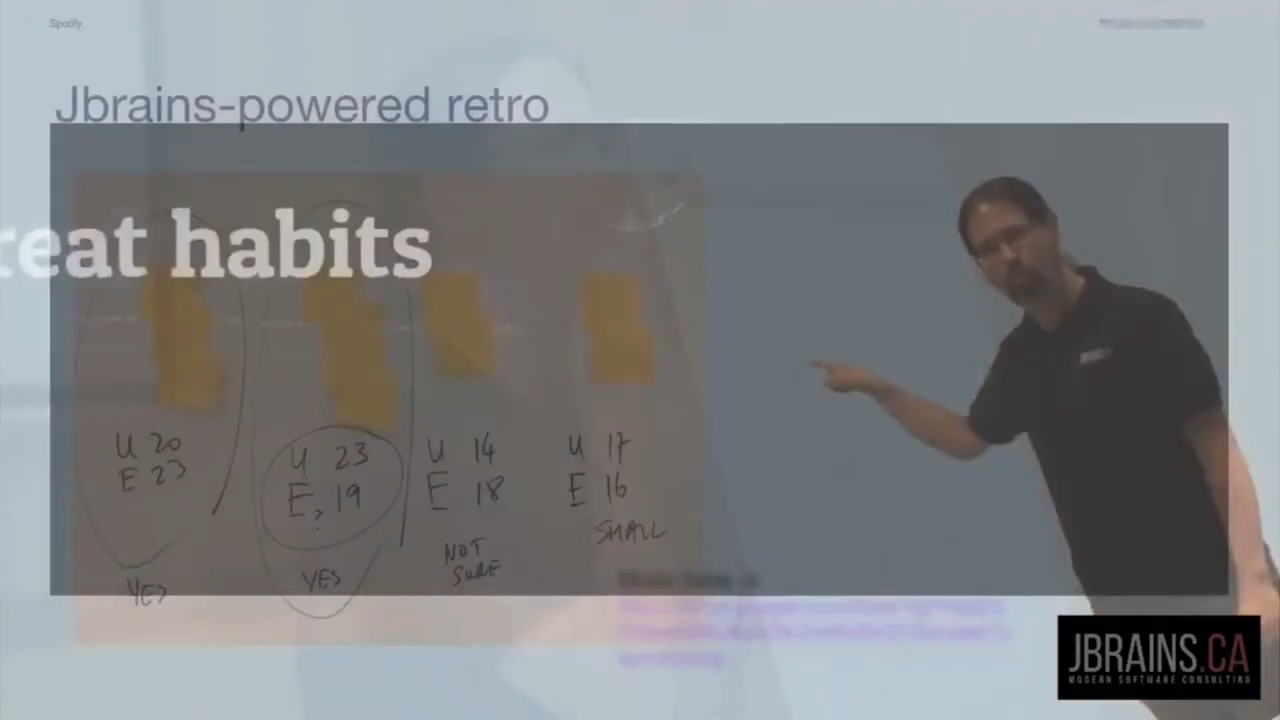 Spotify
Jbrains-powered retro
reat habits
U 20
E 23
YES
U 23
E? 19
YES
U 14
E 18
NOT
SURE
U 17
E 16
SMALL
JBRAINS.CA
MODERN SOFTWARE CONSULTING